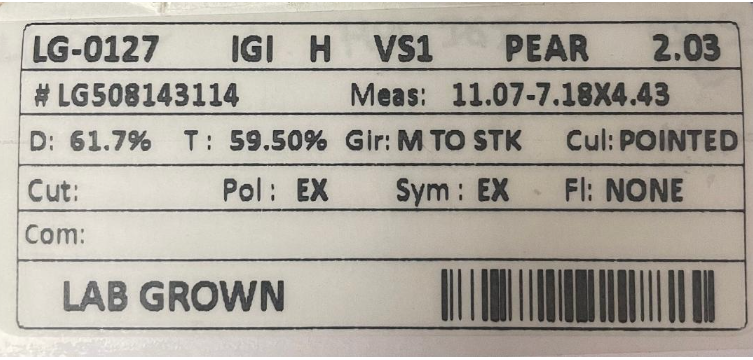 LG-0127 IGI H VS1 PEAR 2.03
# LG508143114 Meas: 11.07-7.18X4.43
D: 61.7% T: 59.50% Gir: M TO STK Cul: POINTED
Cut: Pol: EX Sym: EX Fl: NONE
Com:
LAB GROWN